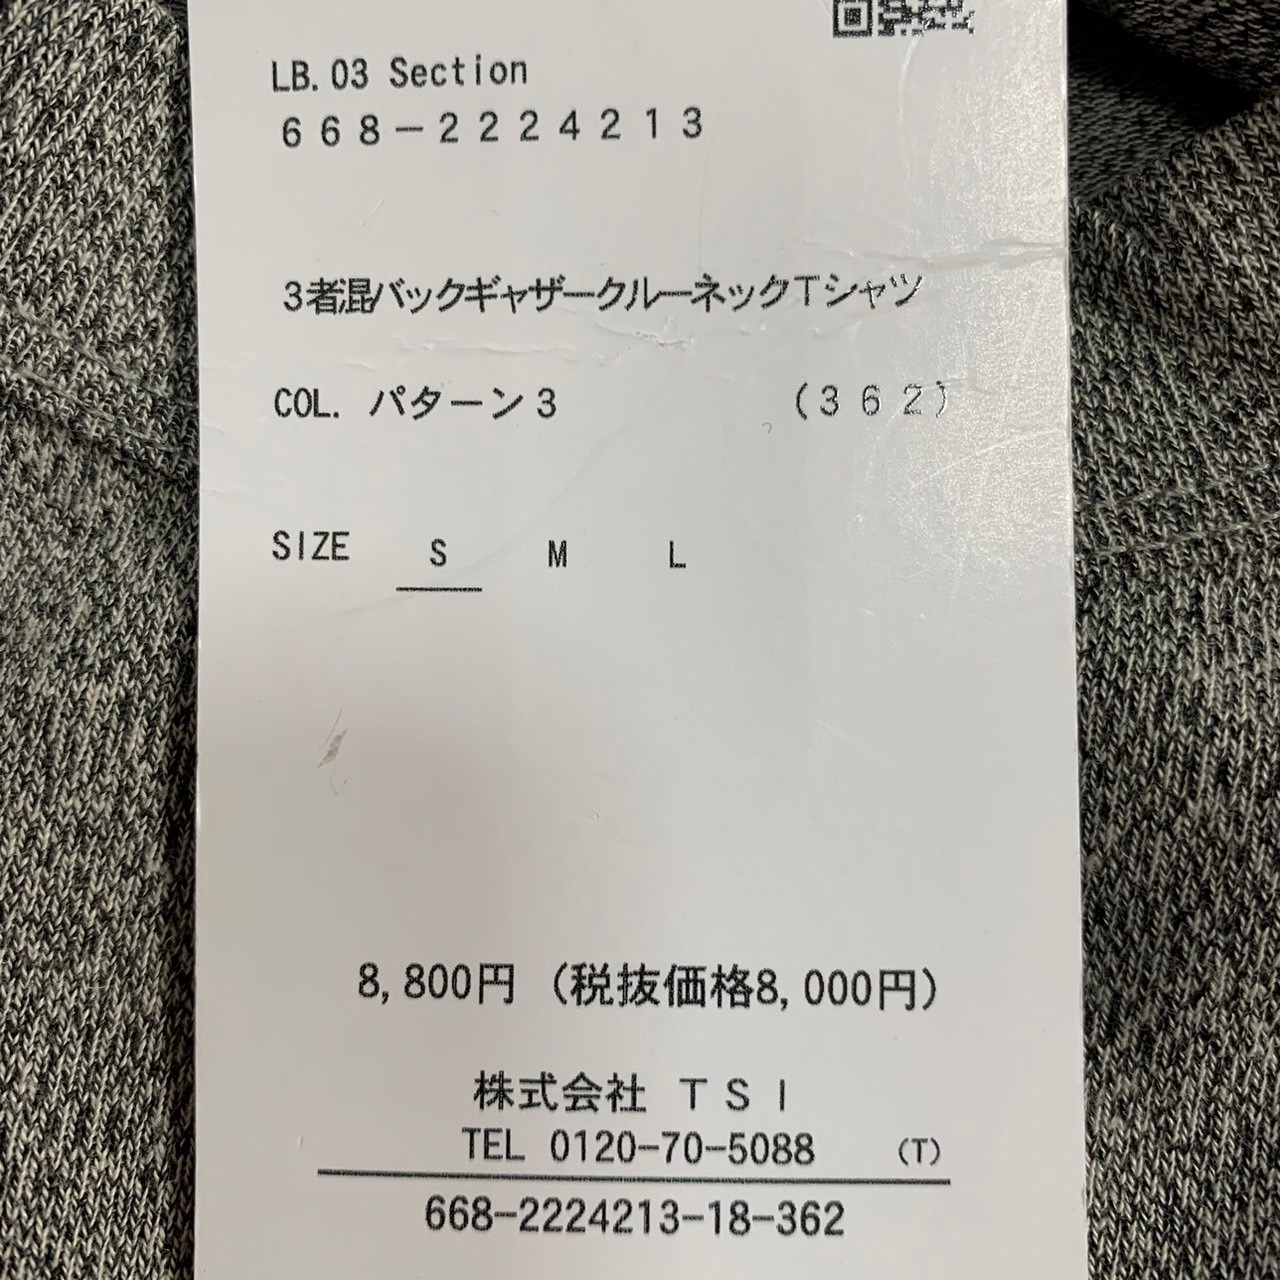 LB.03 Section
668-2224213
3者混バックギャザークルーネックTシャツ
COL. パターン3 (362)
SIZE S M L
8,800円 (税抜価格8,000円)
株式会社 TSI
TEL 0120-70-5088 (T)
668-2224213-18-362